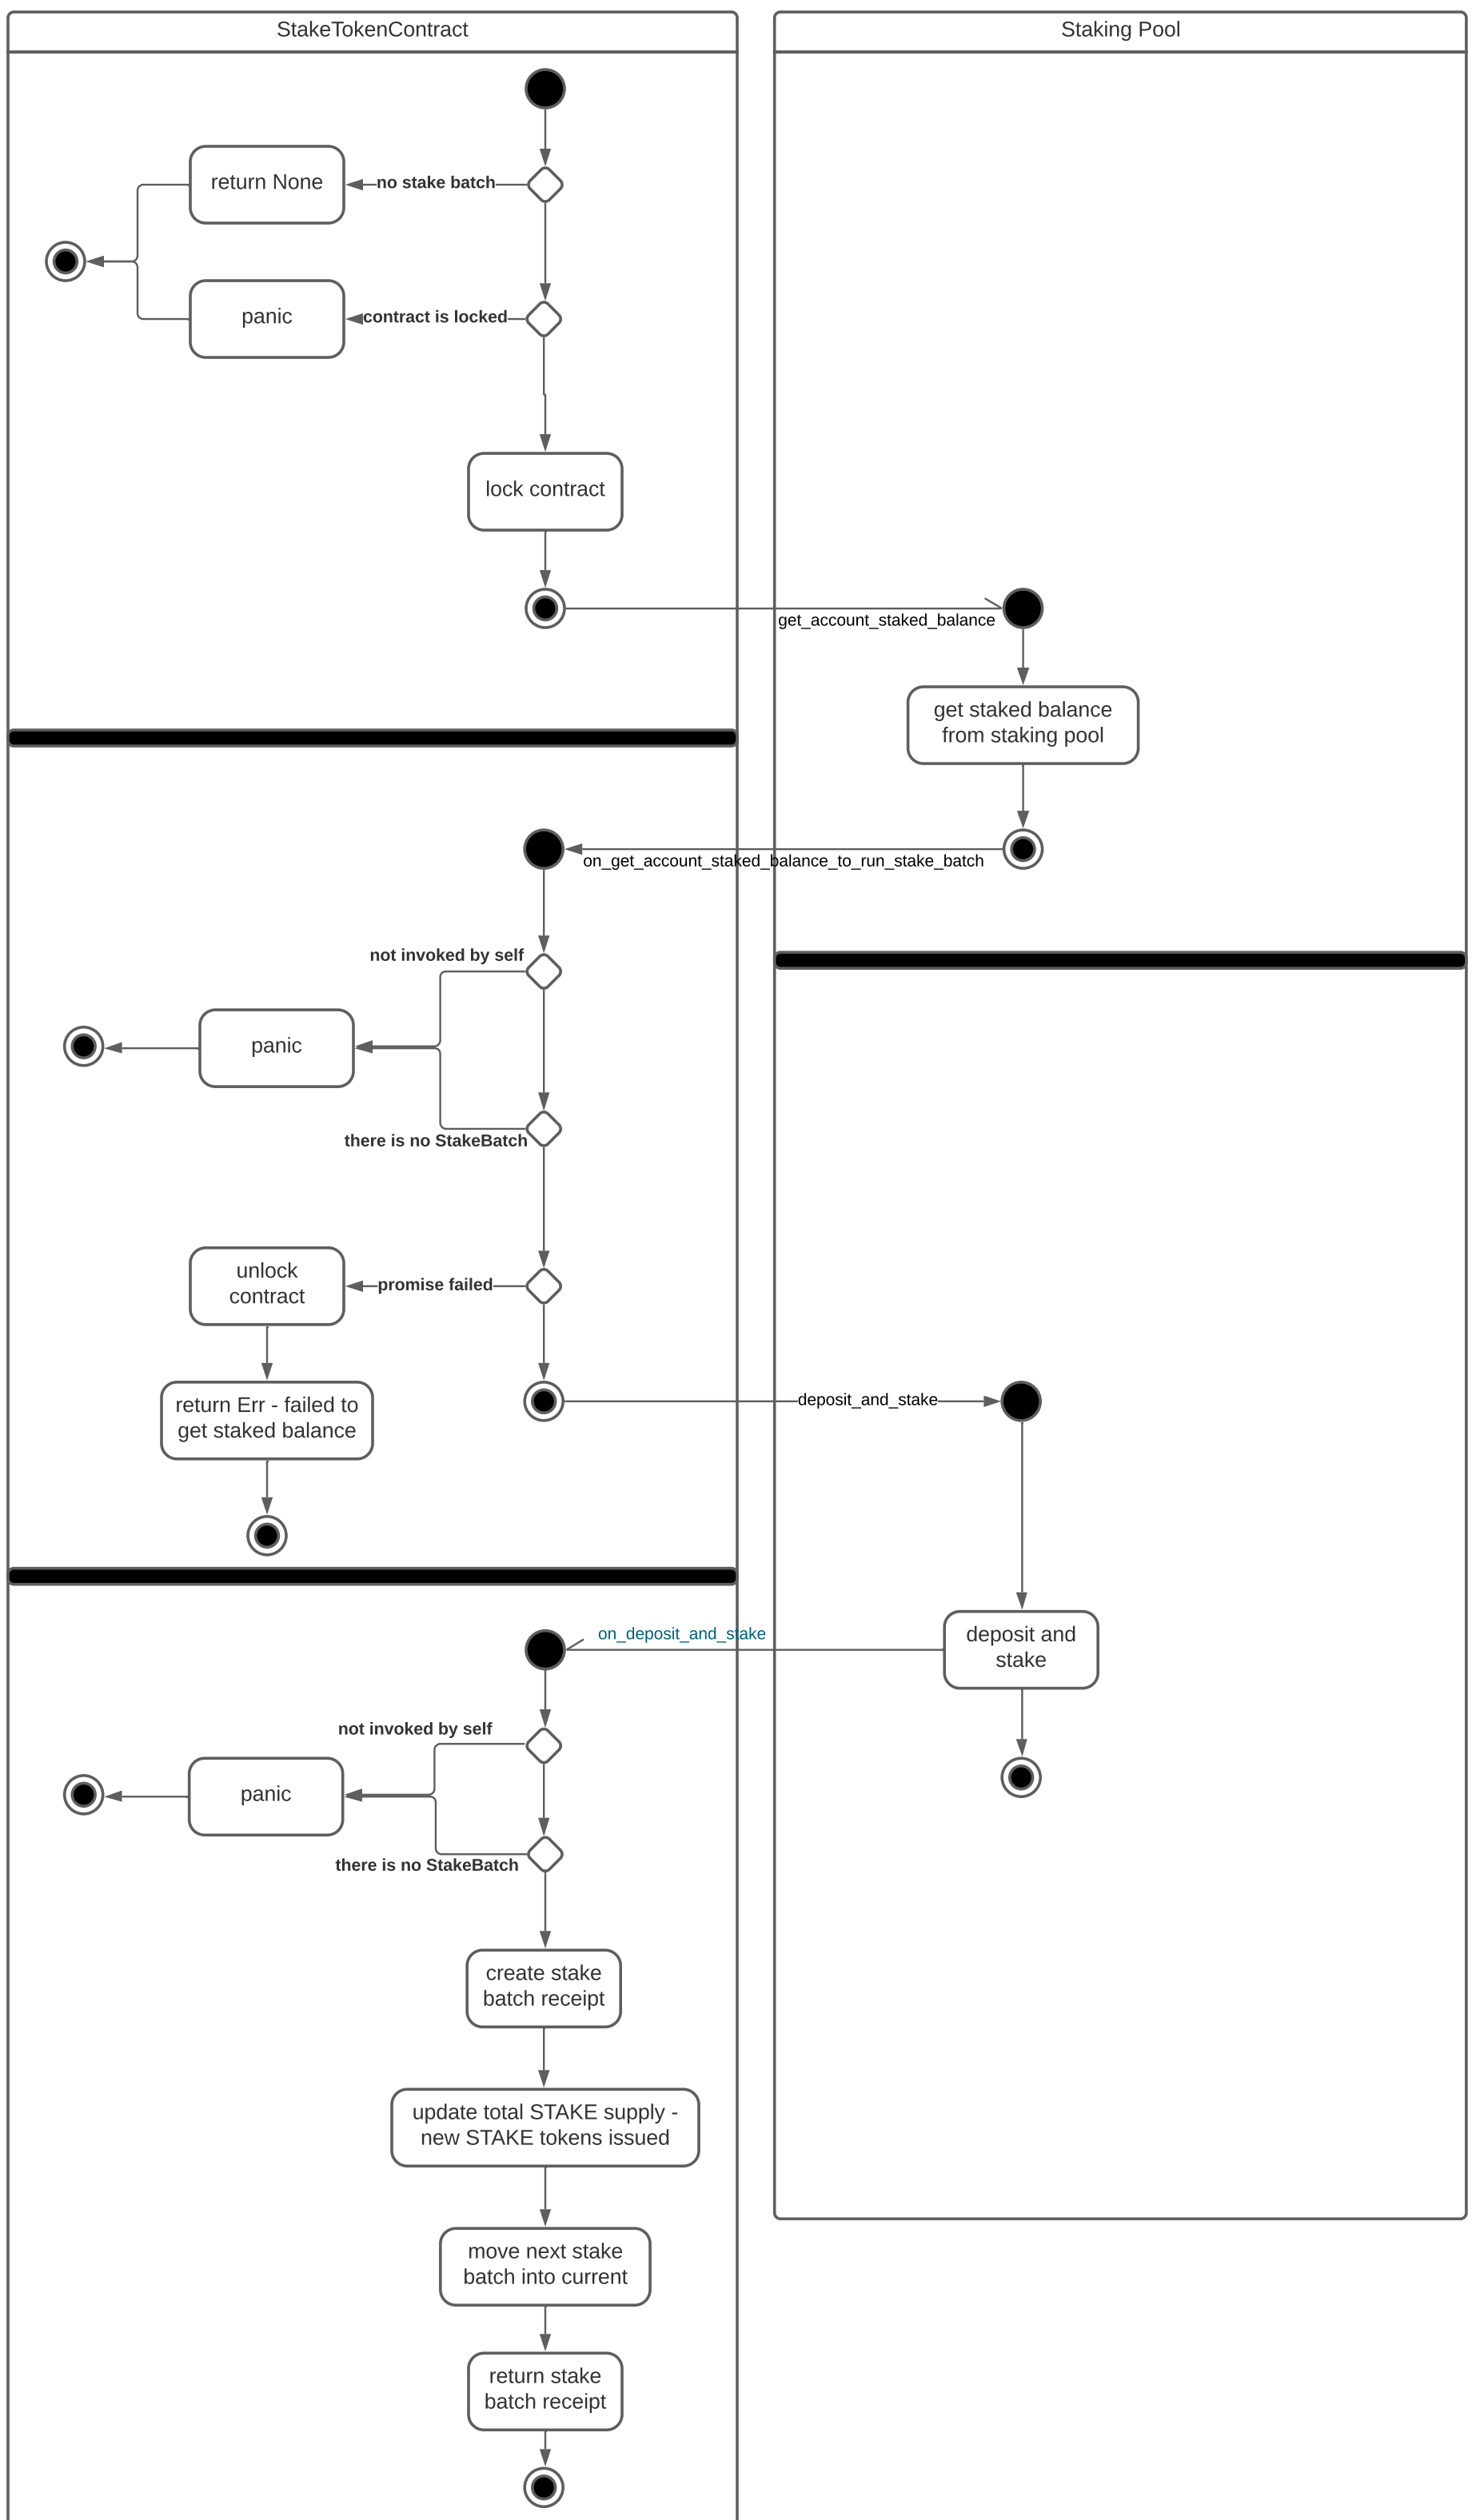 StakeTokenContract
Staking Pool
return None
no stake batch
panic
contract is locked
lock contract
get_account_staked_balance
get staked balance
from staking pool
on_get_account_staked_balance_to_run_stake_batch
not invoked by self
panic
there is no StakeBatch
unlock
contract
promise failed
return Err - failed to
get staked balance
deposit_and_stake
on_deposit_and_stake
deposit and
stake
not invoked by self
panic
there is no StakeBatch
create stake
batch receipt
update total STAKE supply -
new STAKE tokens issued
move next stake
batch into current
return stake
batch receipt